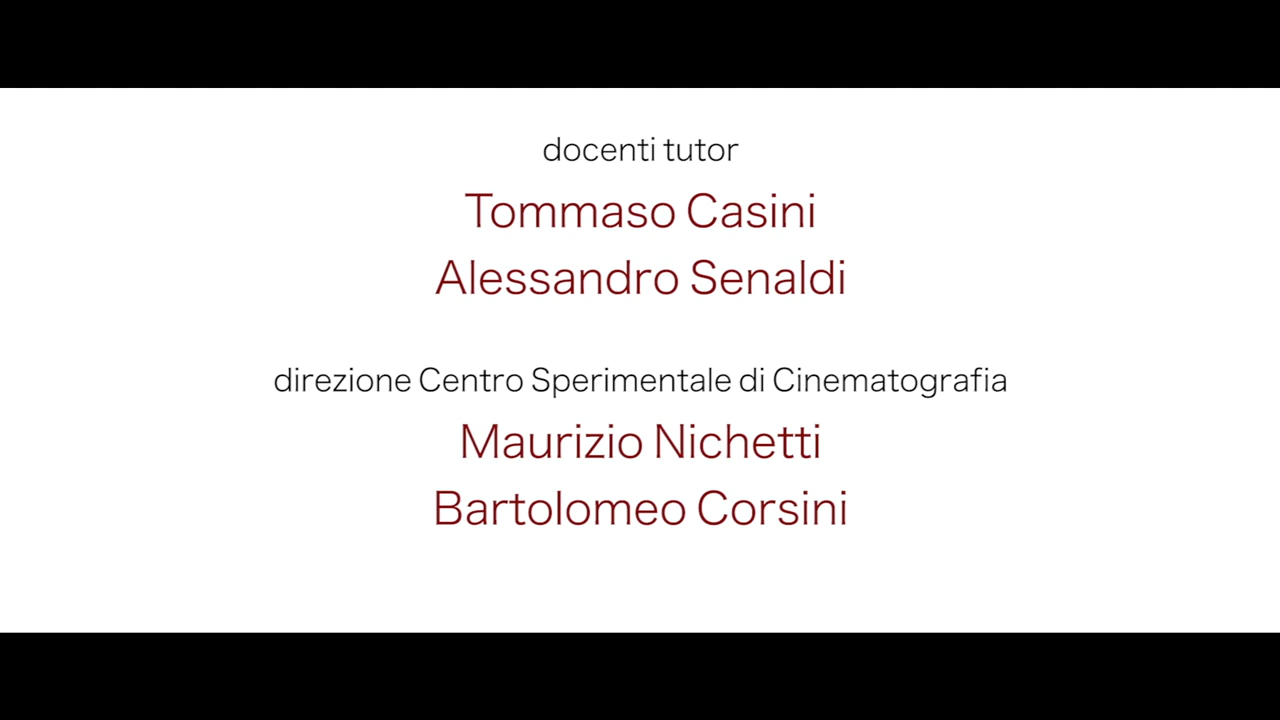 docenti tutor
Tommaso Casini
Alessandro Senaldi
direzione Centro Sperimentale di Cinematografia
Maurizio Nichetti
Bartolomeo Corsini